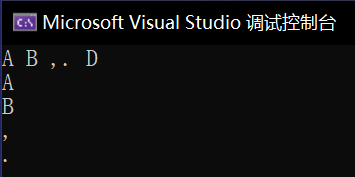 Microsoft Visual Studio 调试控制台
A B ,. D
A
B
,
.